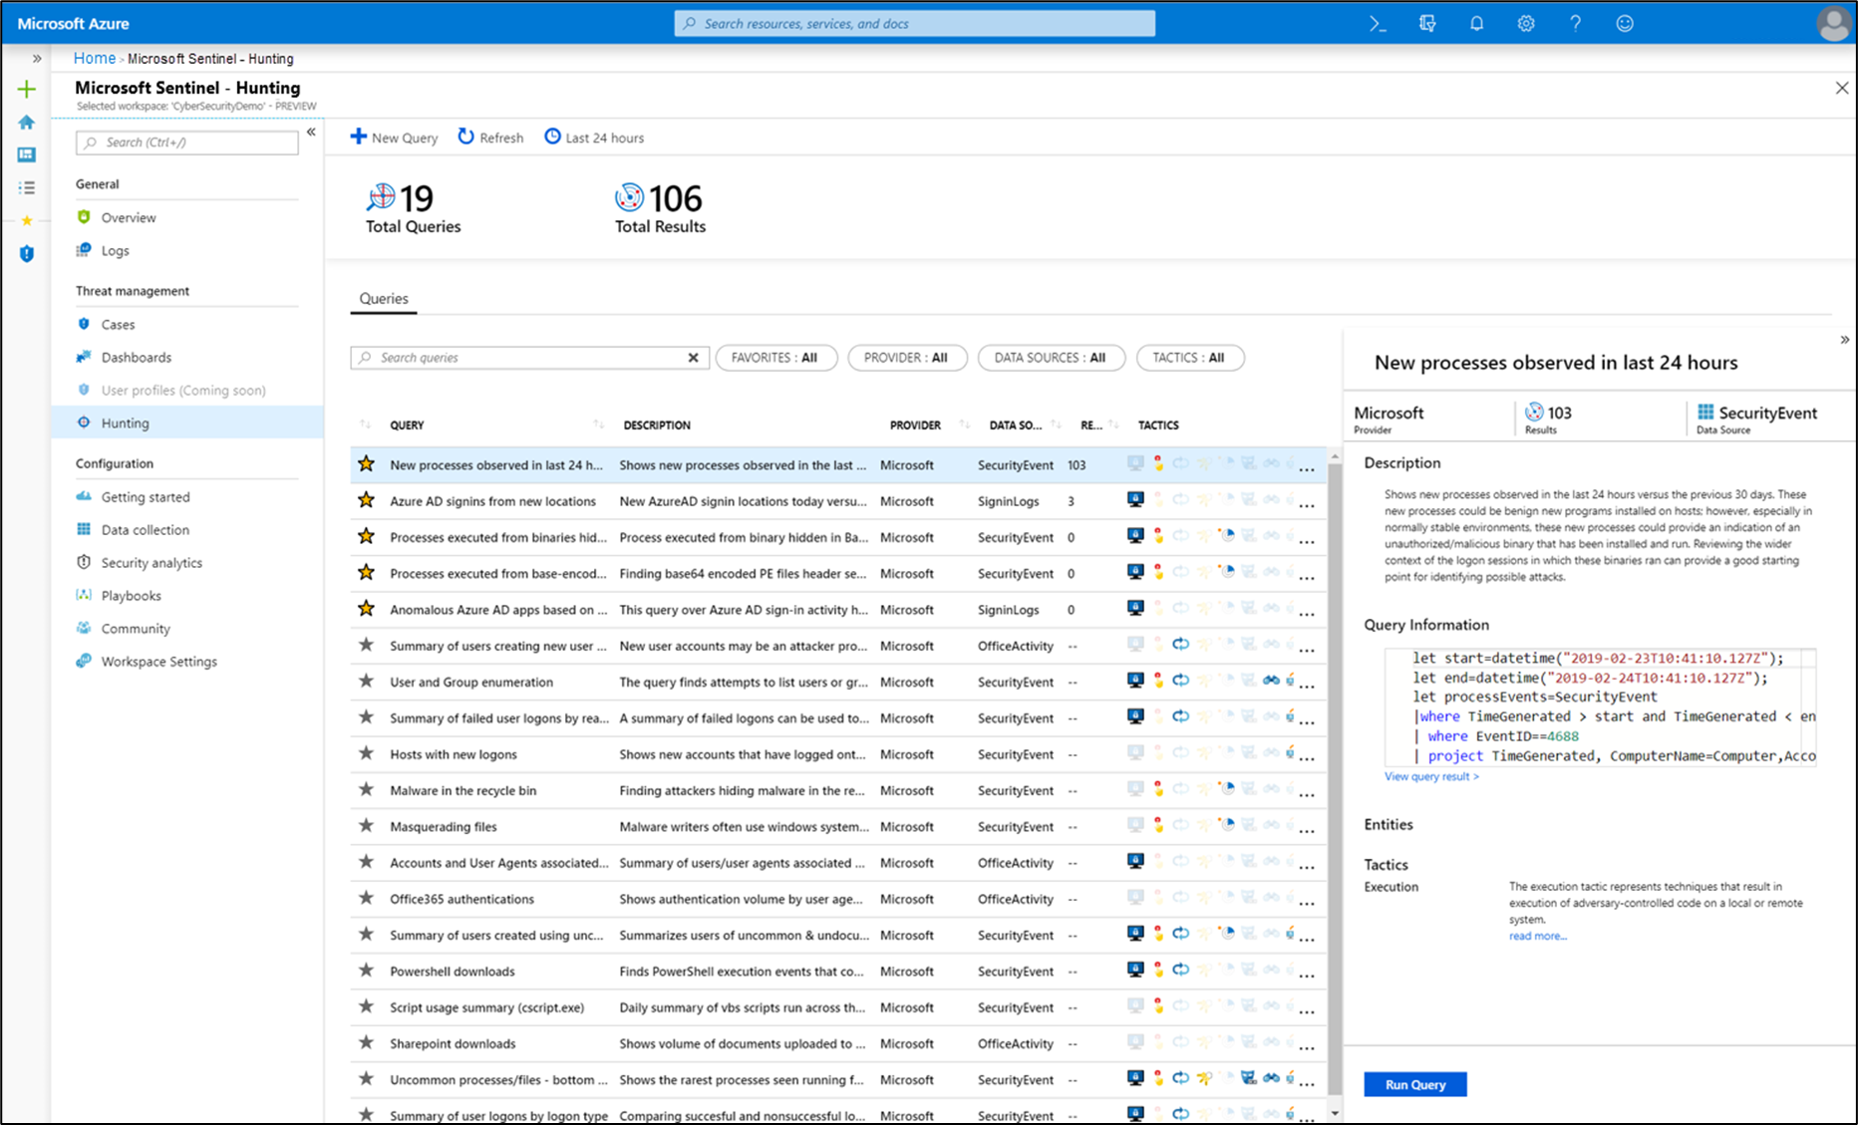 Microsoft Azure
Search resources, services, and docs
Home > Microsoft Sentinel - Hunting
Microsoft Sentinel - Hunting
Selected workspace: 'CyberSecurityDemo' - PREVIEW
Search (Ctrl+/)
General
Overview
Logs
Threat management
Cases
Dashboards
User profiles (Coming soon)
Hunting
Configuration
Getting started
Data collection
Security analytics
Playbooks
Community
Workspace Settings
New Query Refresh Last 24 hours
19 106
Total Queries Total Results
Queries
Search queries FAVORITES : All PROVIDER : All DATA SOURCES : All TACTICS : All
QUERY DESCRIPTION PROVIDER DATA SO... RE... TACTICS
New processes observed in last 24 h... Shows new processes observed in the last ... Microsoft SecurityEvent 103 ...
Azure AD signins from new locations New AzureAD signin locations today versu... Microsoft SigninLogs 3 ...
Processes executed from binaries hid... Process executed from binary hidden in Ba... Microsoft SecurityEvent 0 ...
Processes executed from base-encod... Finding base64 encoded PE files header se... Microsoft SecurityEvent 0 ...
Anomalous Azure AD apps based on ... This query over Azure AD sign-in activity h... Microsoft SigninLogs 0 ...
Summary of users creating new user ... New user accounts may be an attacker pro... Microsoft OfficeActivity -- ...
User and Group enumeration The query finds attempts to list users or gr... Microsoft SecurityEvent -- ...
Summary of failed user logons by rea... A summary of failed logons can be used to... Microsoft SecurityEvent -- ...
Hosts with new logons Shows new accounts that have logged ont... Microsoft SecurityEvent -- ...
Malware in the recycle bin Finding attackers hiding malware in the re... Microsoft SecurityEvent -- ...
Masquerading files Malware writers often use windows system... Microsoft SecurityEvent -- ...
Accounts and User Agents associated... Summary of users/user agents associated ... Microsoft OfficeActivity -- ...
Office365 authentications Shows authentication volume by user age... Microsoft OfficeActivity -- ...
Summary of users created using unc... Summarizes users of uncommon & undocu... Microsoft SecurityEvent -- ...
Powershell downloads Finds PowerShell execution events that co... Microsoft SecurityEvent -- ...
Script usage summary (cscript.exe) Daily summary of vbs scripts run across th... Microsoft SecurityEvent -- ...
Sharepoint downloads Shows volume of documents uploaded to ... Microsoft OfficeActivity -- ...
Uncommon processes/files - bottom ... Shows the rarest processes seen running f... Microsoft SecurityEvent -- ...
Summary of user logons by logon type Comparing succesful and nonsuccessful lo... Microsoft SecurityEvent -- ...
New processes observed in last 24 hours
Microsoft 103 SecurityEvent
Provider Results Data Source
Description
Shows new processes observed in the last 24 hours versus the previous 30 days. These
new processes could be benign new programs installed on hosts; however, especially in
normally stable environments, these new processes could provide an indication of an
unauthorized/malicious binary that has been installed and run. Reviewing the wider
context of the logon sessions in which these binaries ran can provide a good starting
point for identifying possible attacks.
Query Information
let start=datetime("2019-02-23T10:41:10.127Z");
let end=datetime("2019-02-24T10:41:10.127Z");
let processEvents=SecurityEvent
|where TimeGenerated > start and TimeGenerated < en
| where EventID==4688
| project TimeGenerated, ComputerName=Computer,Acco
View query result >
Entities
Tactics
Execution
The execution tactic represents techniques that result in
execution of adversary-controlled code on a local or remote
system.
read more...
Run Query